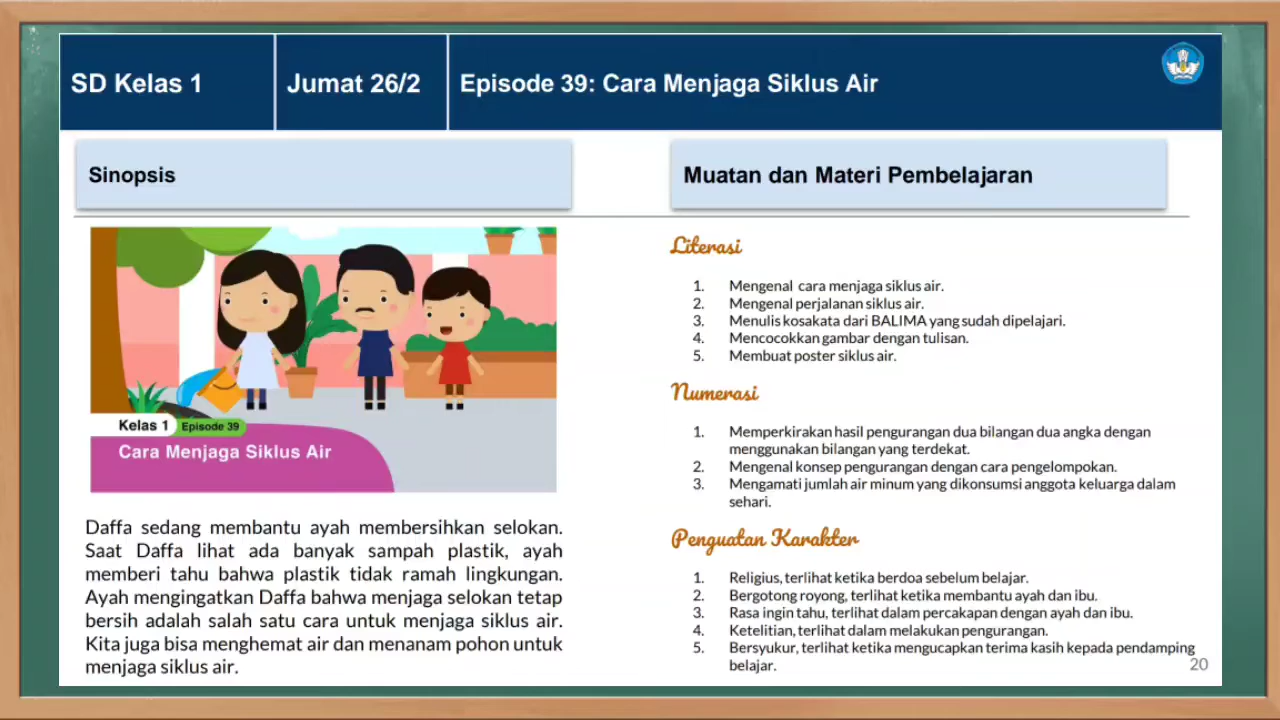 SD Kelas 1
Jumat 26/2
Episode 39: Cara Menjaga Siklus Air
Sinopsis
Kelas 1
Episode 39
Cara Menjaga Siklus Air
Daffa sedang membantu ayah membersihkan selokan.
Saat Daffa lihat ada banyak sampah plastik, ayah
memberi tahu bahwa plastik tidak ramah lingkungan.
Ayah mengingatkan Daffa bahwa menjaga selokan tetap
bersih adalah salah satu cara untuk menjaga siklus air.
Kita juga bisa menghemat air dan menanam pohon untuk
menjaga siklus air.
Muatan dan Materi Pembelajaran
Literasi
1. Mengenal cara menjaga siklus air.
2. Mengenal perjalanan siklus air.
3. Menulis kosakata dari BALIMA yang sudah dipelajari.
4. Mencocokkan gambar dengan tulisan.
5. Membuat poster siklus air.
Numerasi
1. Memperkirakan hasil pengurangan dua bilangan dua angka dengan
menggunakan bilangan yang terdekat.
2. Mengenal konsep pengurangan dengan cara pengelompokan.
3. Mengamati jumlah air minum yang dikonsumsi anggota keluarga dalam
sehari.
Penguatan Karakter
1. Religius, terlihat ketika berdoa sebelum belajar.
2. Bergotong royong, terlihat ketika membantu ayah dan ibu.
3. Rasa ingin tahu, terlihat dalam percakapan dengan ayah dan ibu.
4. Ketelitian, terlihat dalam melakukan pengurangan.
5. Bersyukur, terlihat ketika mengucapkan terima kasih kepada pendamping
belajar.
20